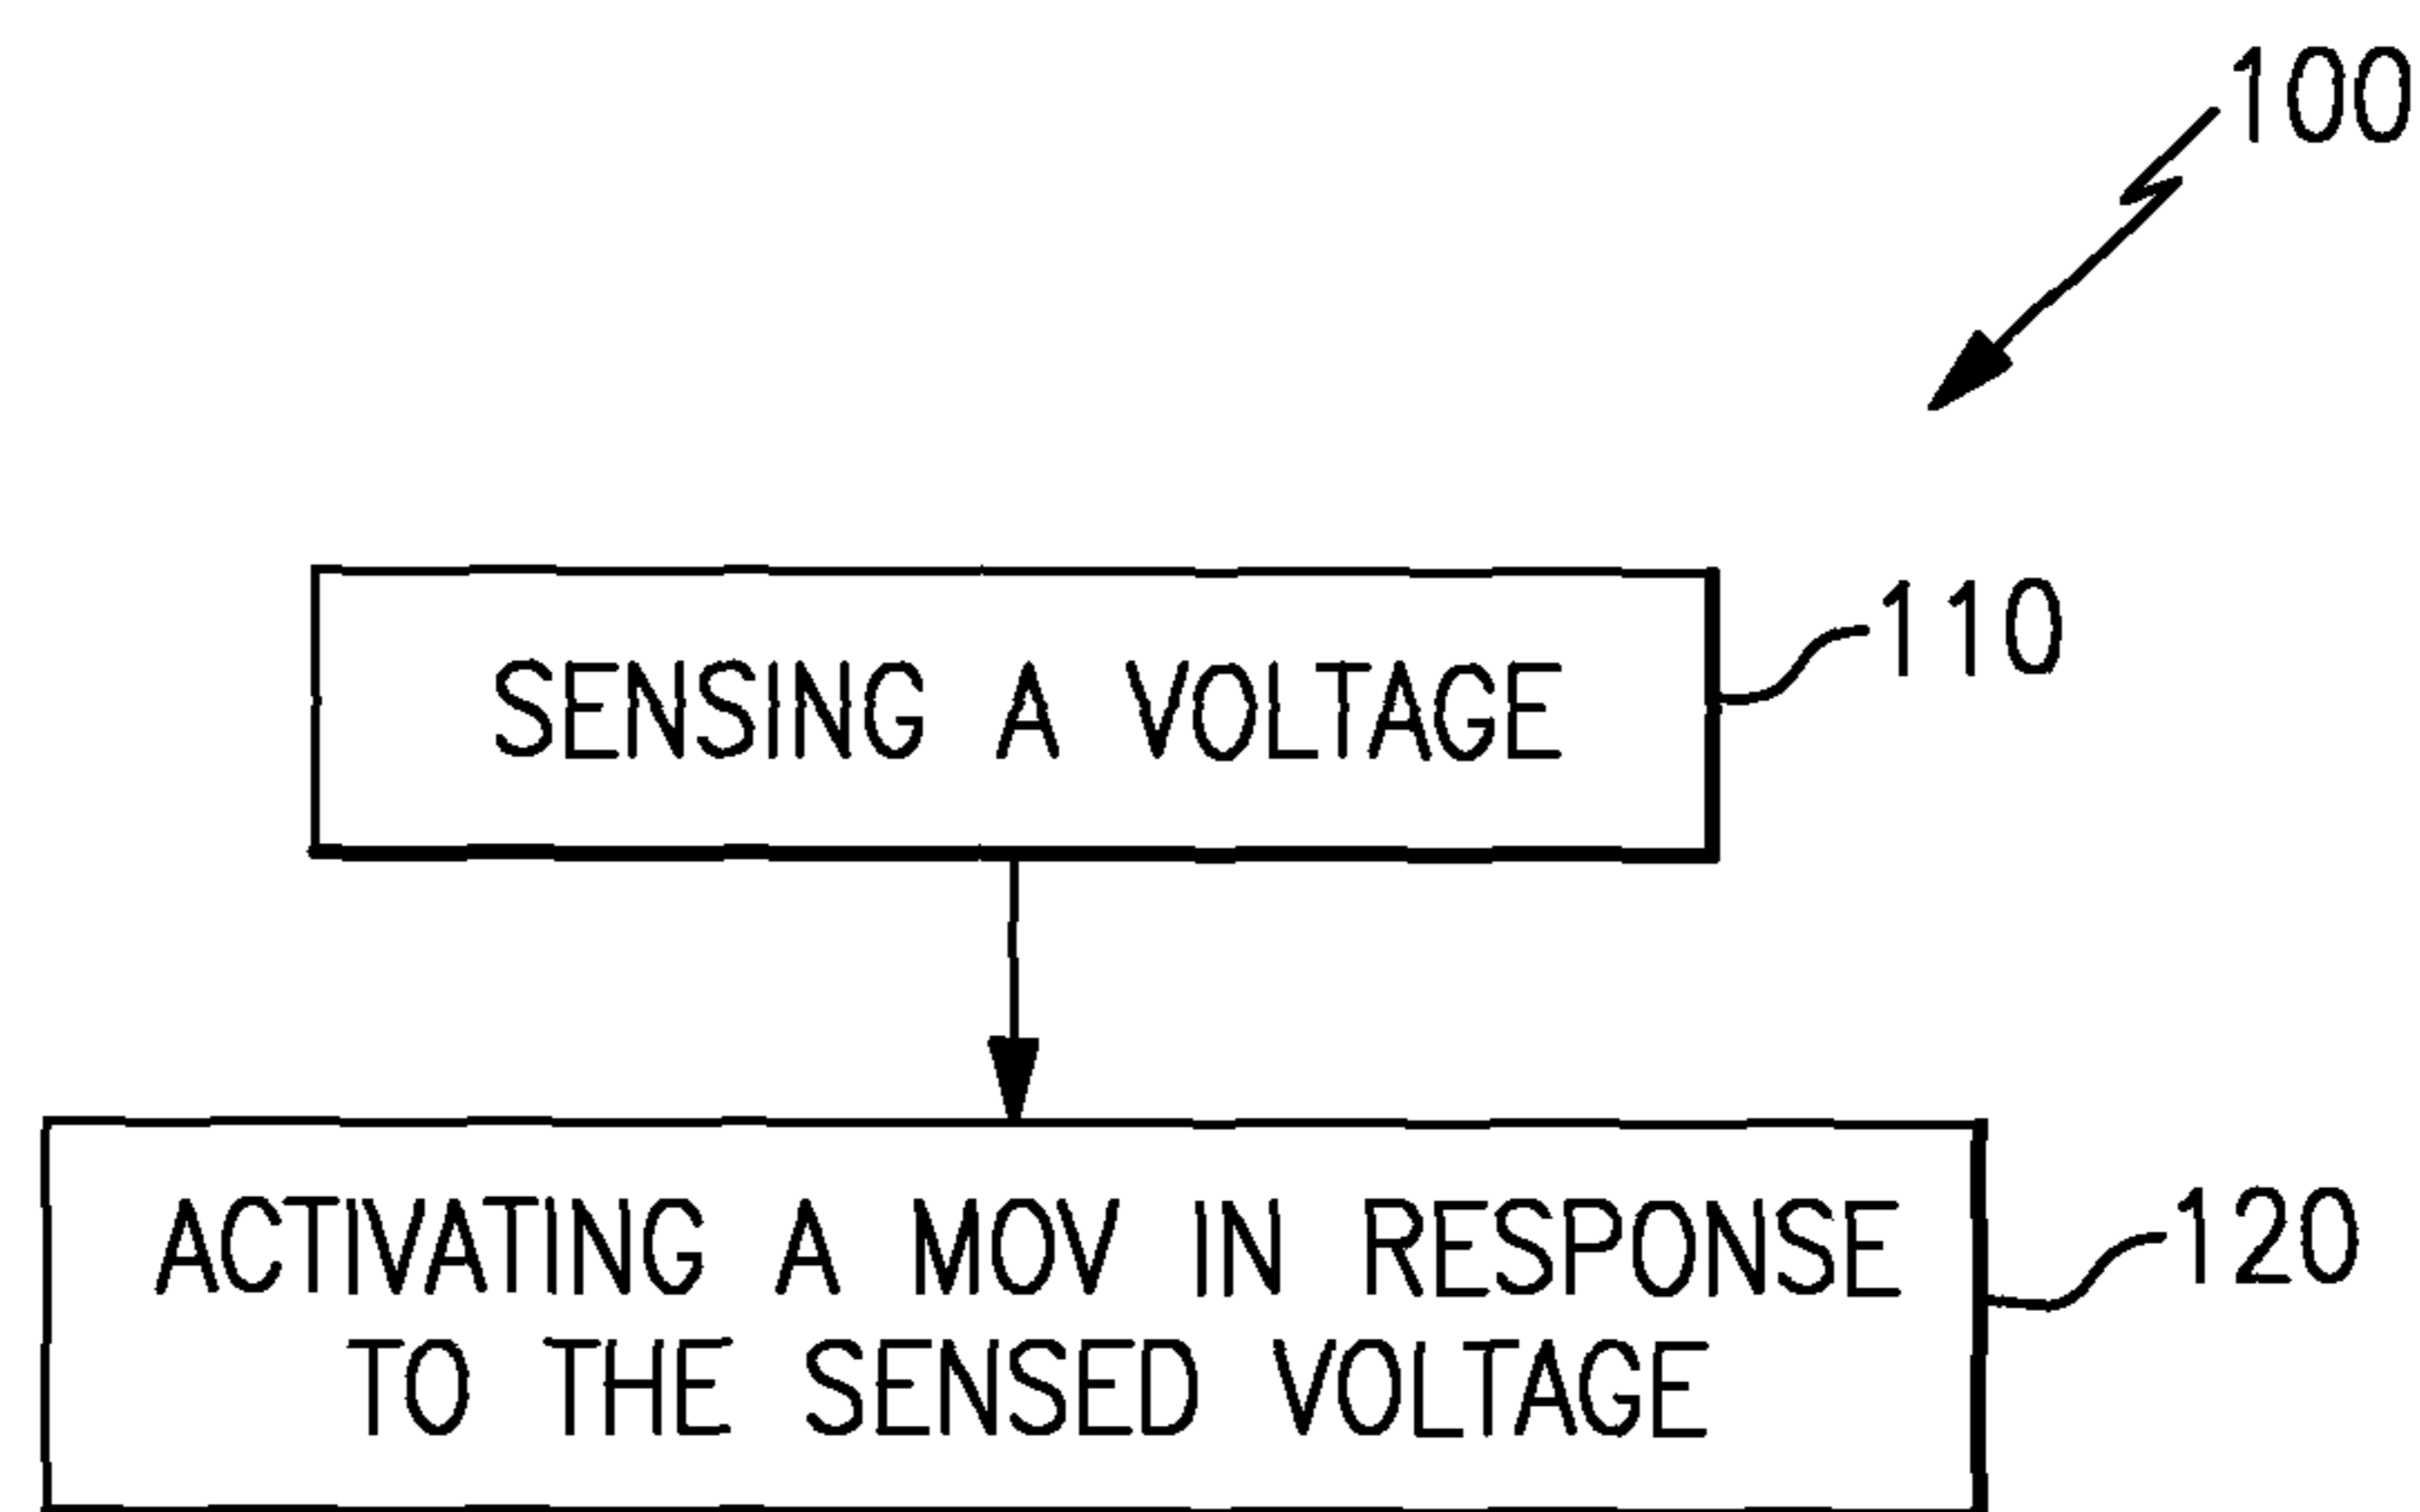 100
SENSING A VOLTAGE
110
ACTIVATING A MOV IN RESPONSE
TO THE SENSED VOLTAGE
120